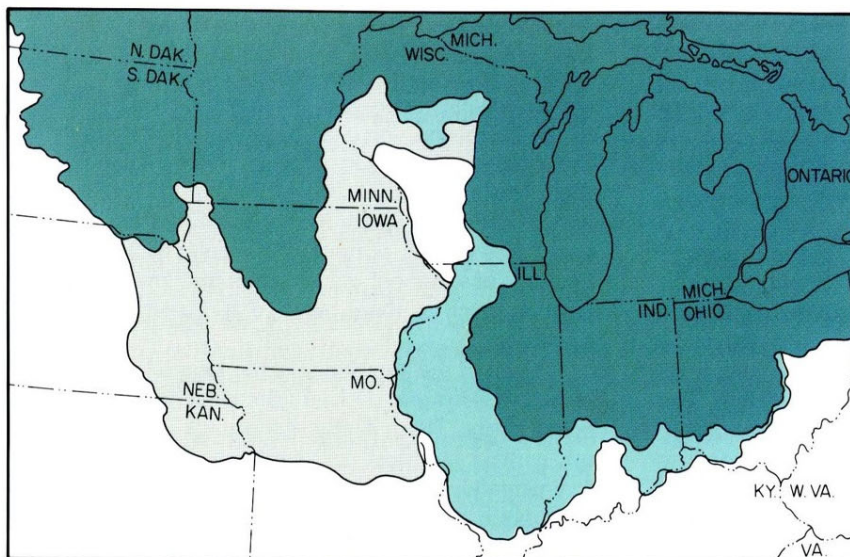 N. DAK.
S. DAK.
MICH.
WISC.
ONTARIO
MINN.
IOWA
ILL.
IND.
MICH.
OHIO
MO.
NEB.
KAN.
KY.
W. VA.
VA.